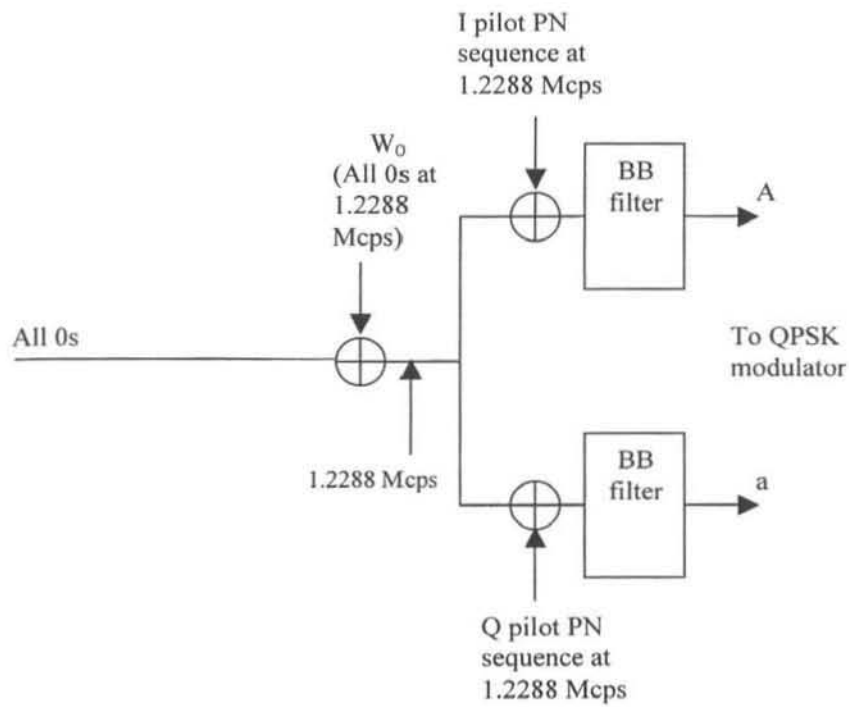 I pilot PN
sequence at
1.2288 Mcps
W₀
(All 0s at
1.2288
Mcps)
BB
filter
A
All 0s
To QPSK
modulator
1.2288 Mcps
BB
filter
a
Q pilot PN
sequence at
1.2288 Mcps